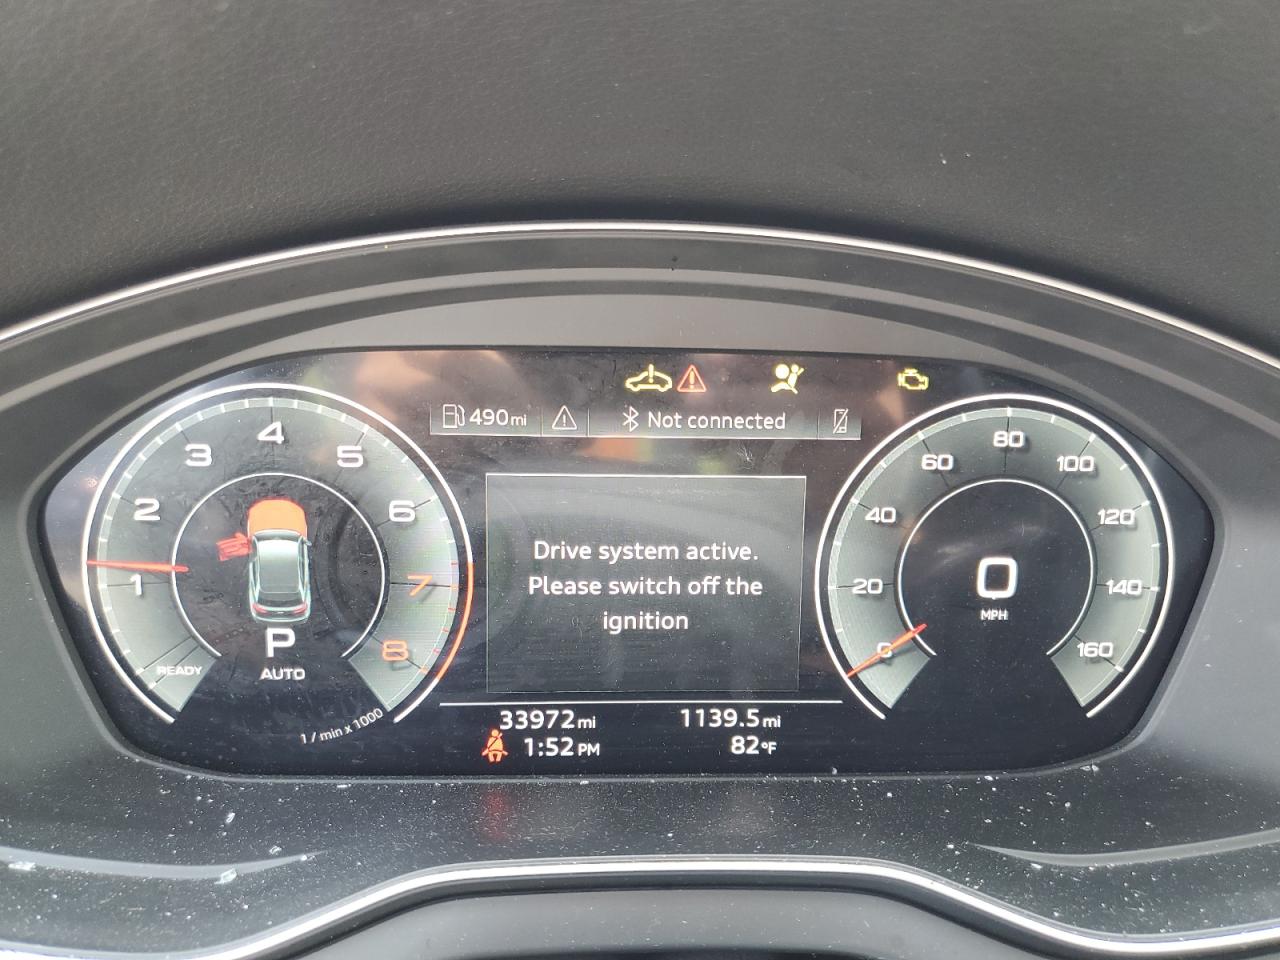 490mi
Not connected
1
2
3
4
5
6
7
8
READY
P
AUTO
1 / min x 1000
Drive system active.
Please switch off the
ignition
33972mi
1139.5mi
1:52 PM
82°F
0
20
40
60
80
100
120
140
160
0
MPH